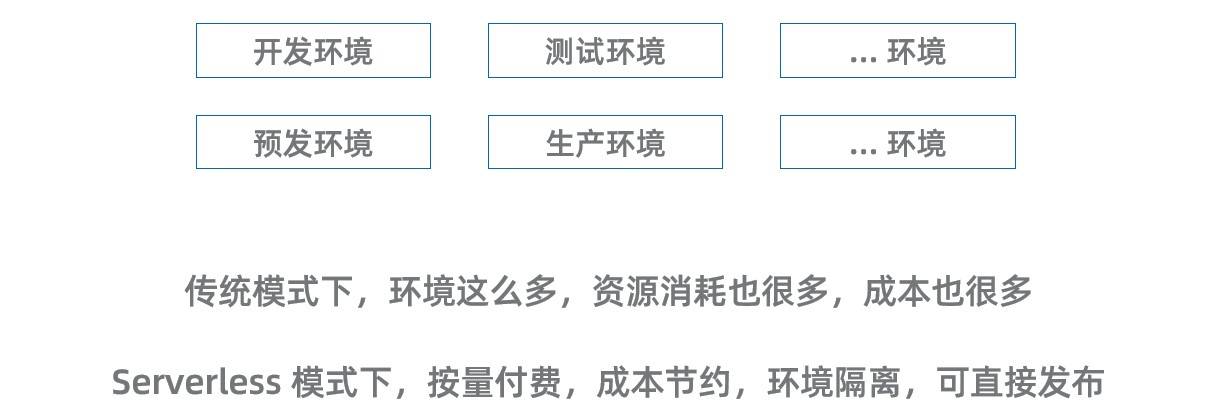 开发环境 测试环境 ... 环境
预发环境 生产环境 ... 环境
传统模式下，环境这么多，资源消耗也很多，成本也很多
Serverless 模式下，按量付费，成本节约，环境隔离，可直接发布